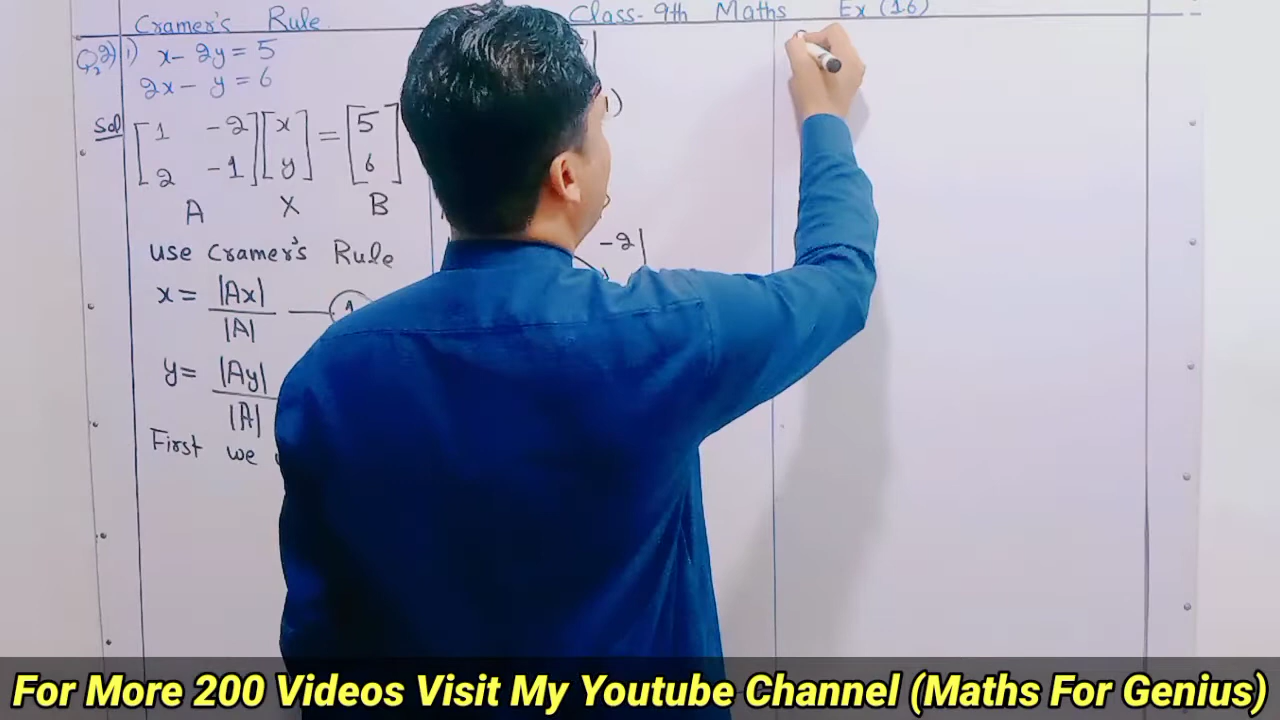 Cramer's Rule Class-9th Maths Ex (1.6)
Q2) i) x - 2y = 5
2x - y = 6
Sol [1 -2] [x] = [5]
[2 -1] [y] [6]
A X B
use Cramer's Rule
x = |Ax| / |A| — 1
-2|
y = |Ay| / |A|
First we
For More 200 Videos Visit My Youtube Channel (Maths For Genius)